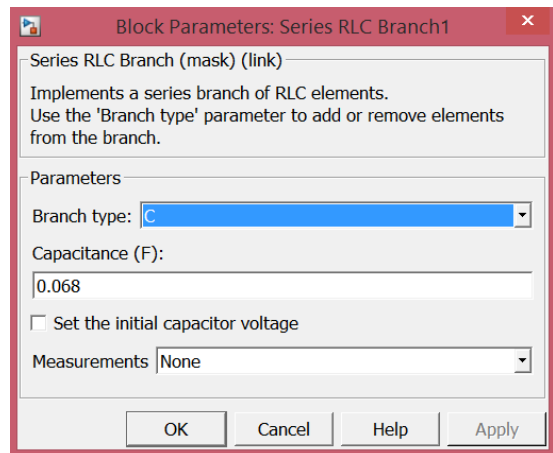 Block Parameters: Series RLC Branch1
Series RLC Branch (mask) (link)
Implements a series branch of RLC elements.
Use the 'Branch type' parameter to add or remove elements
from the branch.
Parameters
Branch type: C
Capacitance (F):
0.068
Set the initial capacitor voltage
Measurements None
OK Cancel Help Apply